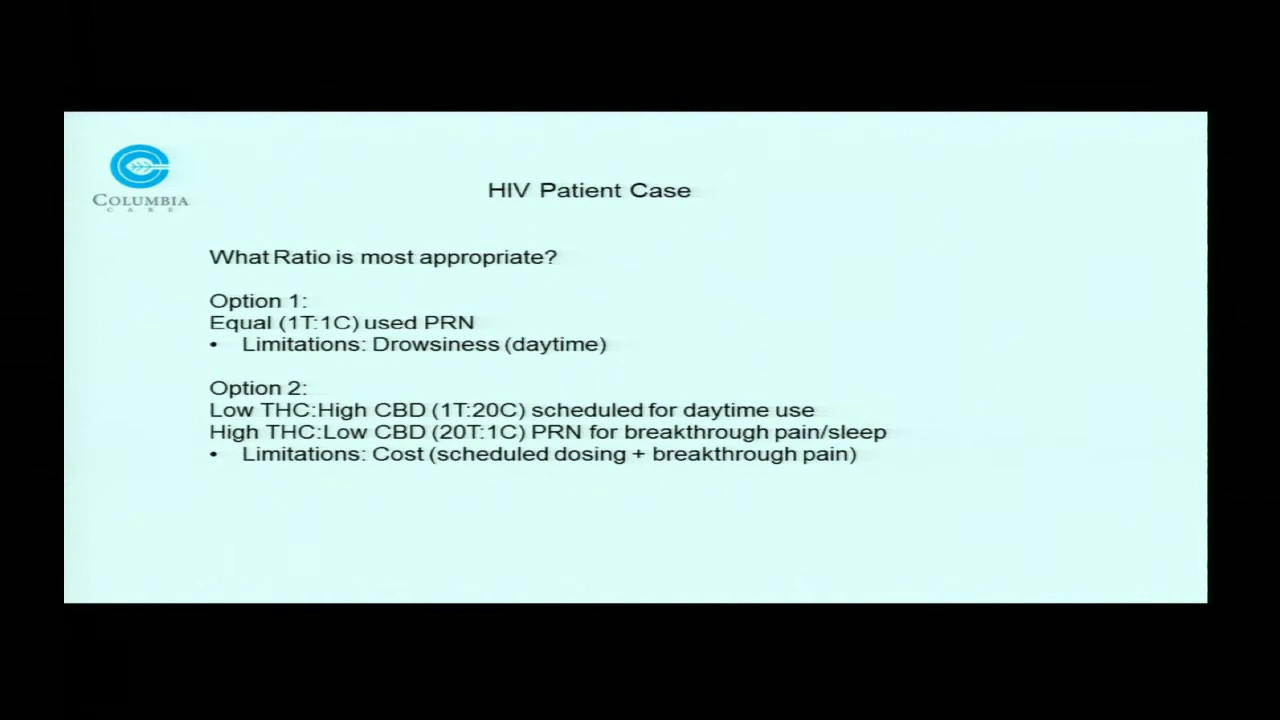 COLUMBIA
CARE
HIV Patient Case
What Ratio is most appropriate?
Option 1:
Equal (1T:1C) used PRN
• Limitations: Drowsiness (daytime)
Option 2:
Low THC:High CBD (1T:20C) scheduled for daytime use
High THC:Low CBD (20T:1C) PRN for breakthrough pain/sleep
• Limitations: Cost (scheduled dosing + breakthrough pain)